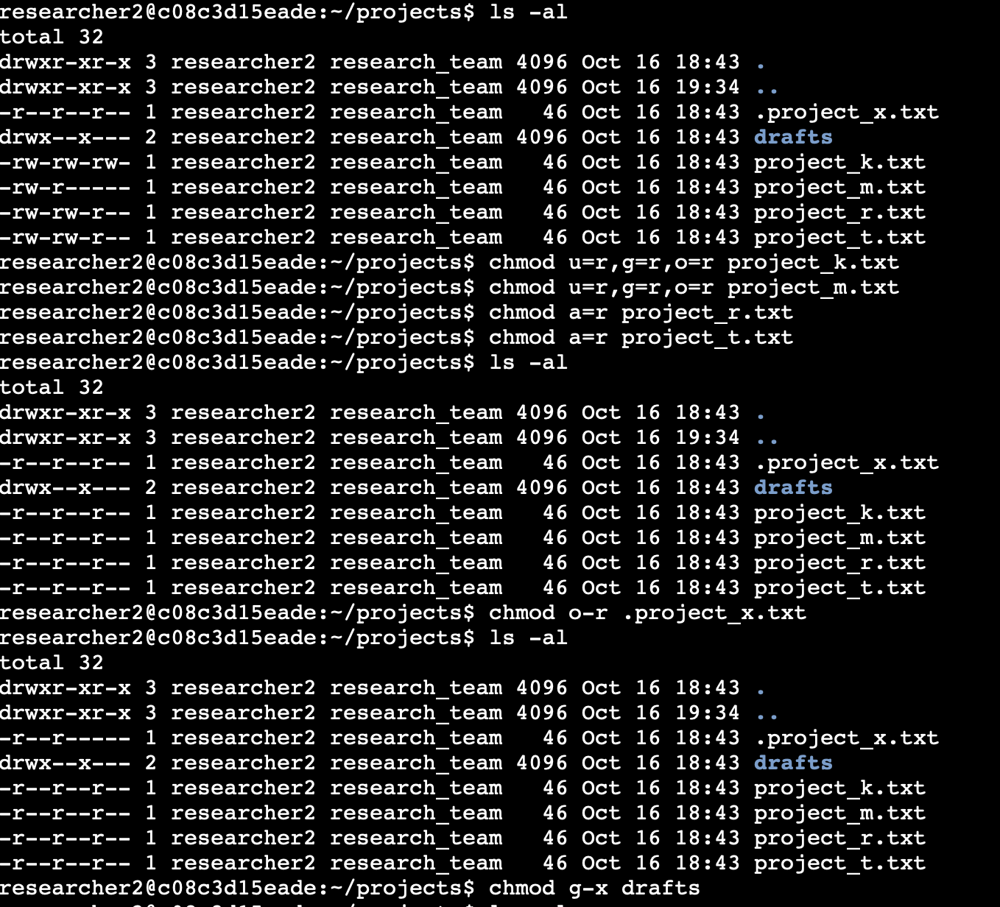 researcher2@c08c3d15eade:~/projects$ ls -al
total 32
drwxr-xr-x 3 researcher2 research_team 4096 Oct 16 18:43 .
drwxr-xr-x 3 researcher2 research_team 4096 Oct 16 19:34 ..
-r--r--r-- 1 researcher2 research_team   46 Oct 16 18:43 .project_x.txt
drwx--x--- 2 researcher2 research_team 4096 Oct 16 18:43 drafts
-rw-rw-rw- 1 researcher2 research_team   46 Oct 16 18:43 project_k.txt
-rw-r----- 1 researcher2 research_team   46 Oct 16 18:43 project_m.txt
-rw-rw-r-- 1 researcher2 research_team   46 Oct 16 18:43 project_r.txt
-rw-rw-r-- 1 researcher2 research_team   46 Oct 16 18:43 project_t.txt
researcher2@c08c3d15eade:~/projects$ chmod u=r,g=r,o=r project_k.txt
researcher2@c08c3d15eade:~/projects$ chmod u=r,g=r,o=r project_m.txt
researcher2@c08c3d15eade:~/projects$ chmod a=r project_r.txt
researcher2@c08c3d15eade:~/projects$ chmod a=r project_t.txt
researcher2@c08c3d15eade:~/projects$ ls -al
total 32
drwxr-xr-x 3 researcher2 research_team 4096 Oct 16 18:43 .
drwxr-xr-x 3 researcher2 research_team 4096 Oct 16 19:34 ..
-r--r--r-- 1 researcher2 research_team   46 Oct 16 18:43 .project_x.txt
drwx--x--- 2 researcher2 research_team 4096 Oct 16 18:43 drafts
-r--r--r-- 1 researcher2 research_team   46 Oct 16 18:43 project_k.txt
-r--r--r-- 1 researcher2 research_team   46 Oct 16 18:43 project_m.txt
-r--r--r-- 1 researcher2 research_team   46 Oct 16 18:43 project_r.txt
-r--r--r-- 1 researcher2 research_team   46 Oct 16 18:43 project_t.txt
researcher2@c08c3d15eade:~/projects$ chmod o-r .project_x.txt
researcher2@c08c3d15eade:~/projects$ ls -al
total 32
drwxr-xr-x 3 researcher2 research_team 4096 Oct 16 18:43 .
drwxr-xr-x 3 researcher2 research_team 4096 Oct 16 19:34 ..
-r--r----- 1 researcher2 research_team   46 Oct 16 18:43 .project_x.txt
drwx--x--- 2 researcher2 research_team 4096 Oct 16 18:43 drafts
-r--r--r-- 1 researcher2 research_team   46 Oct 16 18:43 project_k.txt
-r--r--r-- 1 researcher2 research_team   46 Oct 16 18:43 project_m.txt
-r--r--r-- 1 researcher2 research_team   46 Oct 16 18:43 project_r.txt
-r--r--r-- 1 researcher2 research_team   46 Oct 16 18:43 project_t.txt
researcher2@c08c3d15eade:~/projects$ chmod g-x drafts